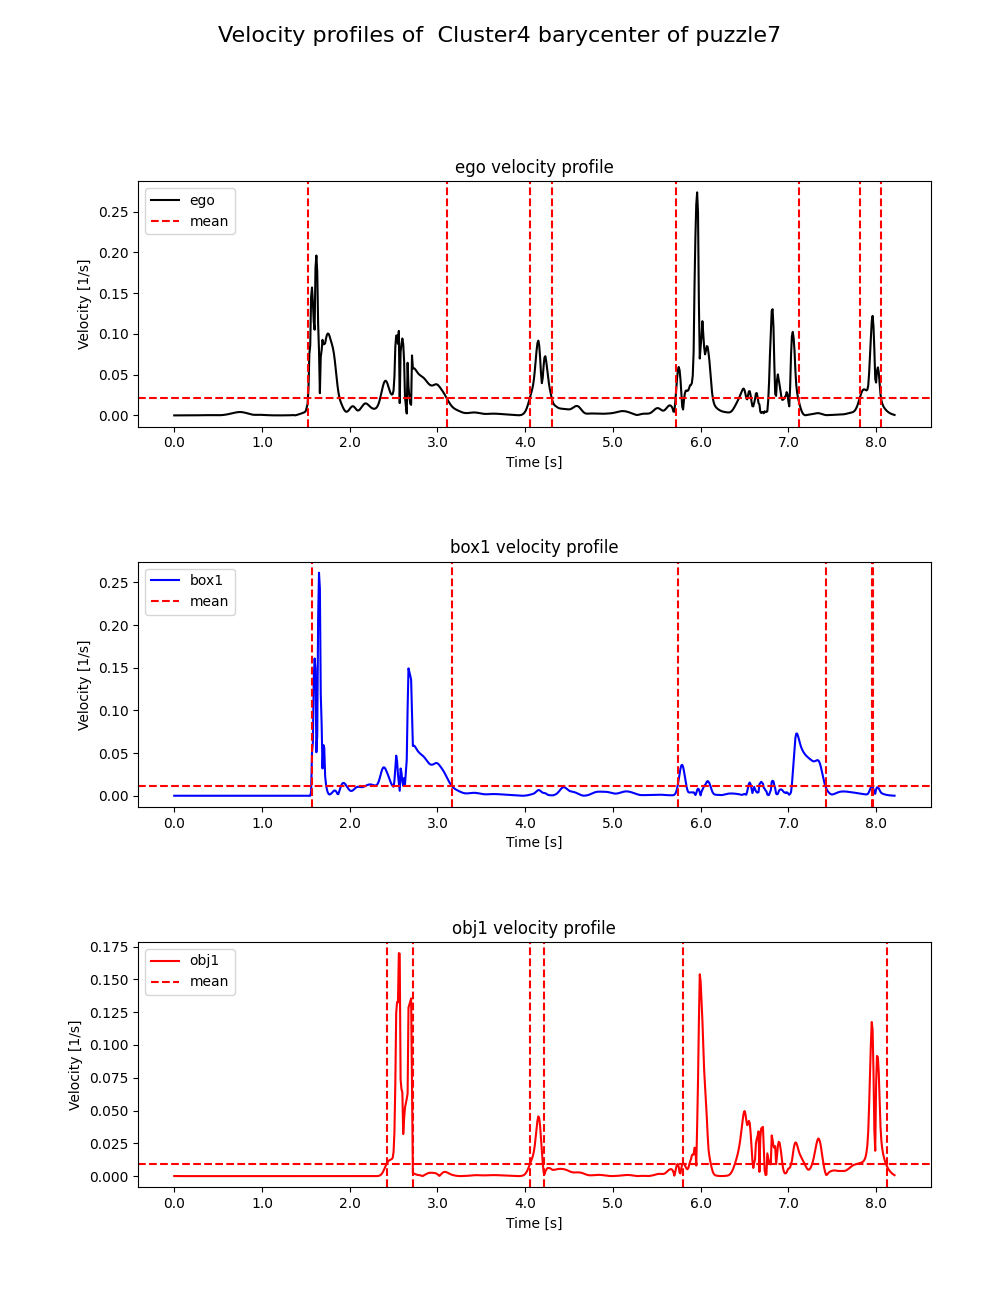 Velocity profiles of  Cluster4 barycenter of puzzle7
ego velocity profile
ego
mean
0.25
0.20
0.15
0.10
0.05
0.00
Velocity [1/s]
0.0 1.0 2.0 3.0 4.0 5.0 6.0 7.0 8.0
Time [s]
box1 velocity profile
box1
mean
0.25
0.20
0.15
0.10
0.05
0.00
Velocity [1/s]
0.0 1.0 2.0 3.0 4.0 5.0 6.0 7.0 8.0
Time [s]
obj1 velocity profile
obj1
mean
0.175
0.150
0.125
0.100
0.075
0.050
0.025
0.000
Velocity [1/s]
0.0 1.0 2.0 3.0 4.0 5.0 6.0 7.0 8.0
Time [s]